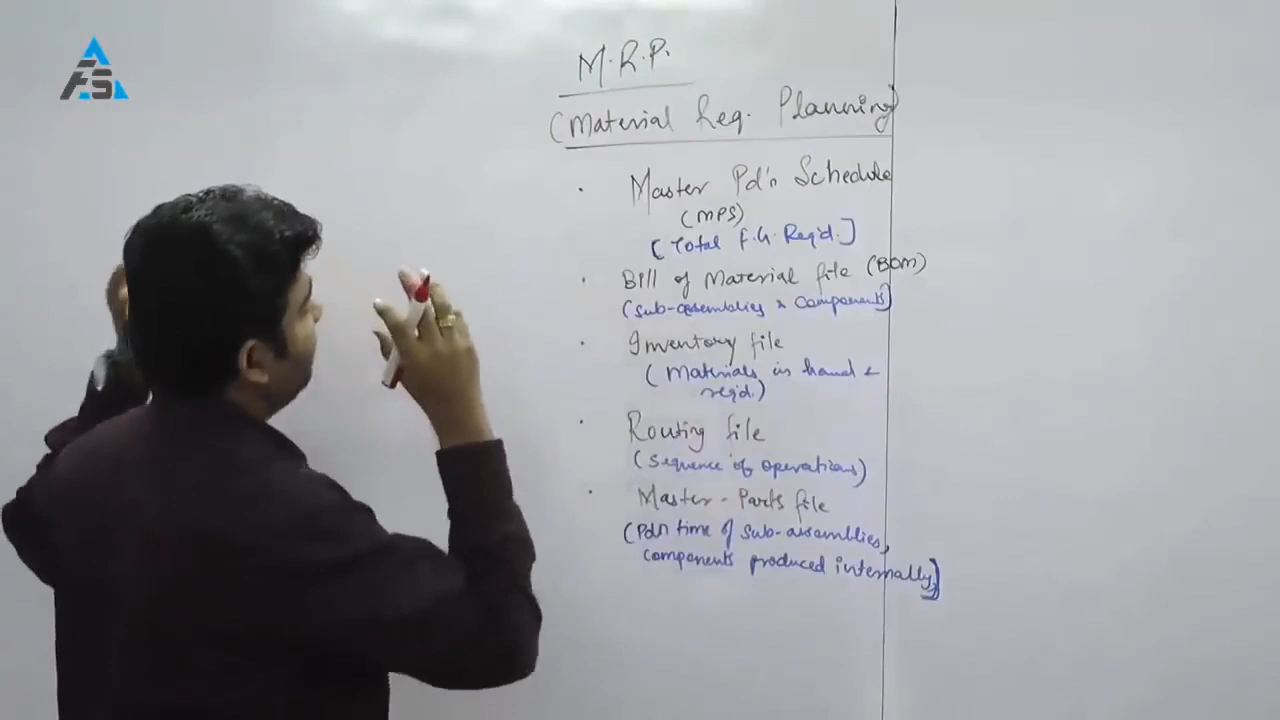 FS
M.R.P.
(Material Req. Planning)
• Master Pd'n Schedule
(MPS)
[Total F.G. Req'd.]
• Bill of Material file (BOM)
(Sub-assemblies & Components)
• Inventory file
(Materials in hand &
req'd.)
• Routing file
(Sequence of operations)
• Master-Parts file
(Pdn time of Sub-assemblies,
components produced internally)